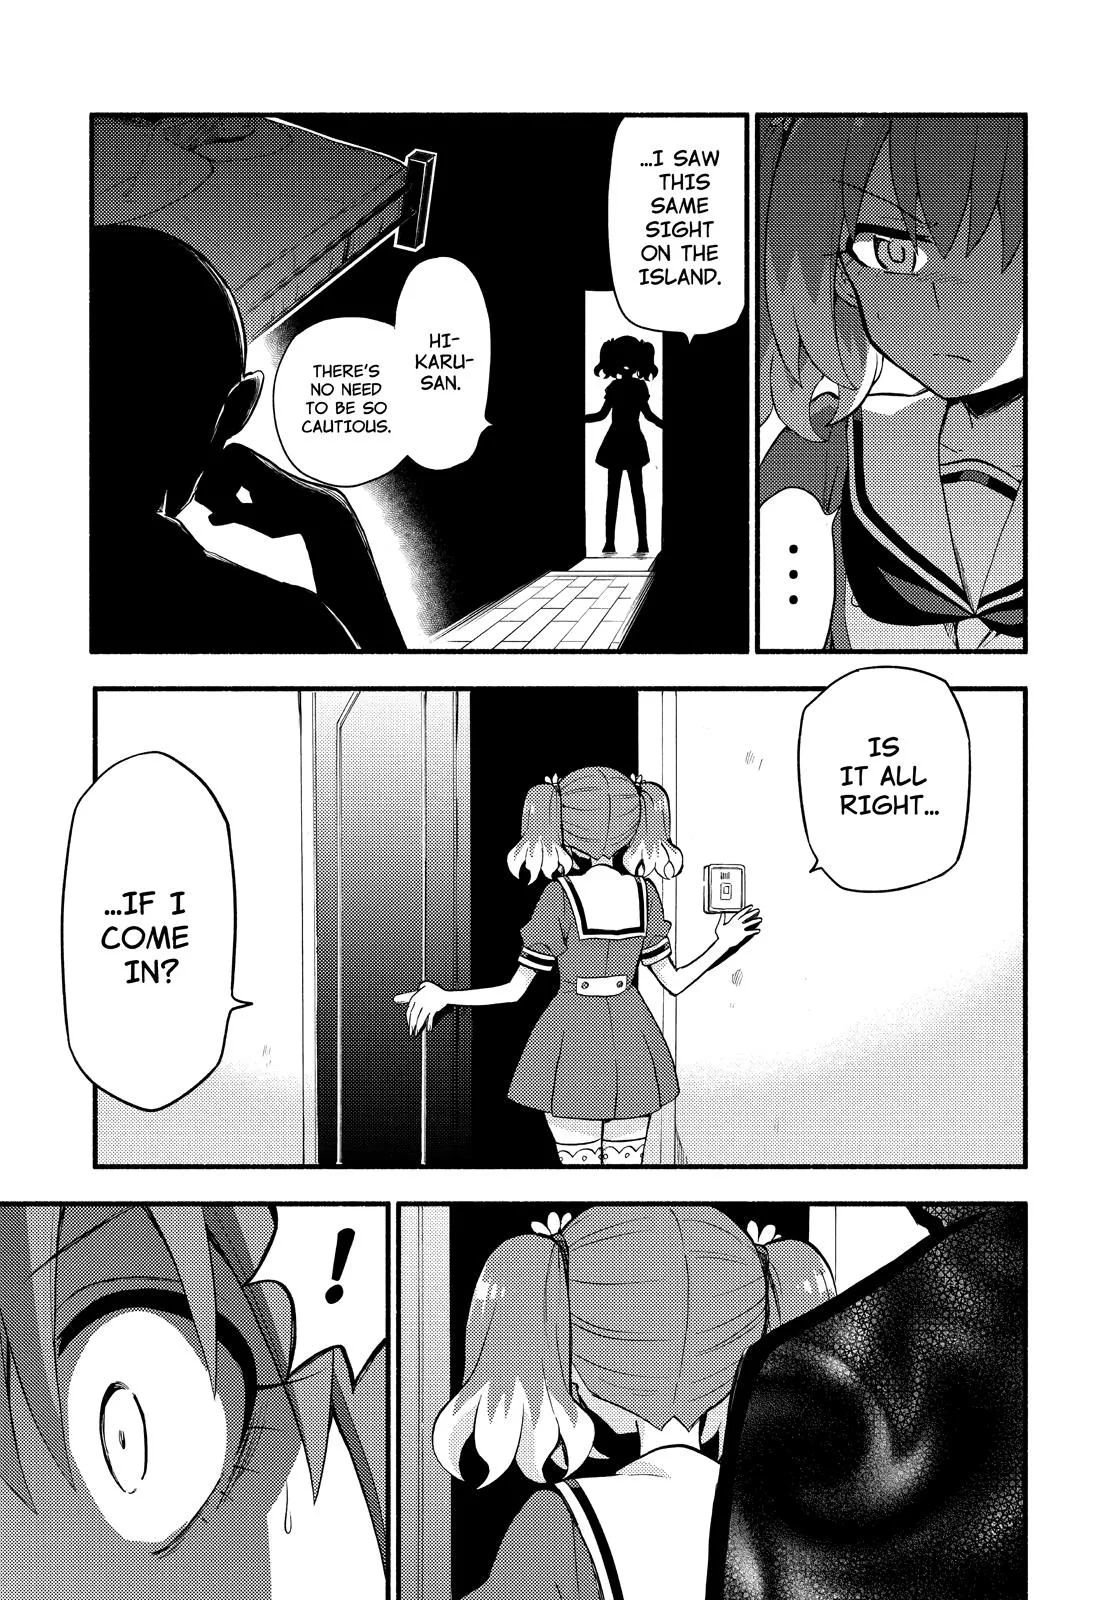 ...
...I SAW
THIS
SAME
SIGHT
ON THE
ISLAND.
HI-
KARU-
SAN.
THERE'S
NO NEED
TO BE SO
CAUTIOUS.
IS
IT ALL
RIGHT...
...IF I
COME
IN?
!